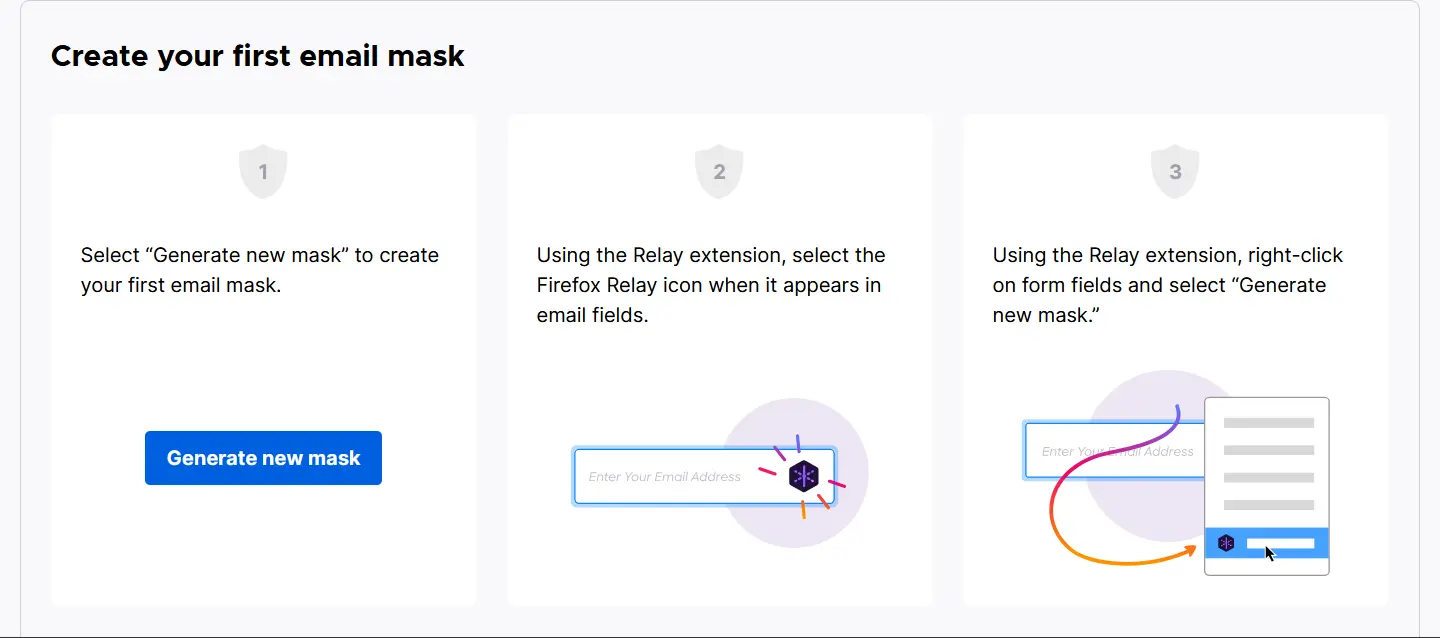 Create your first email mask
1
Select “Generate new mask” to create
your first email mask.
Generate new mask
2
Using the Relay extension, select the
Firefox Relay icon when it appears in
email fields.
Enter Your Email Address
3
Using the Relay extension, right-click
on form fields and select “Generate
new mask.”
Enter Your Email Address